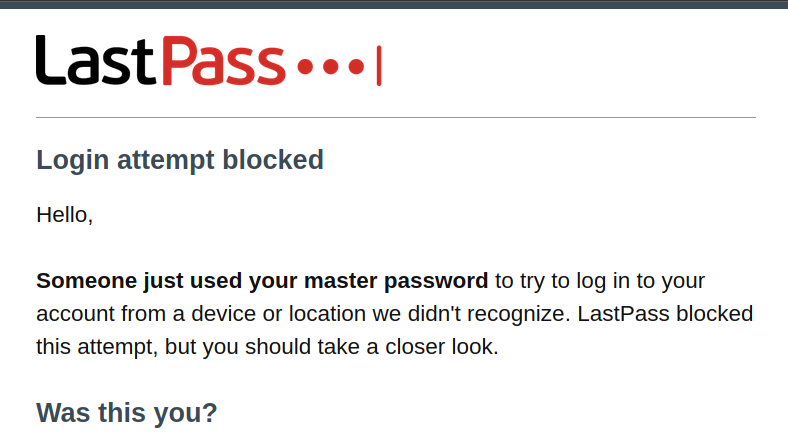 LastPass
Login attempt blocked
Hello,
Someone just used your master password to try to log in to your
account from a device or location we didn't recognize. LastPass blocked
this attempt, but you should take a closer look.
Was this you?